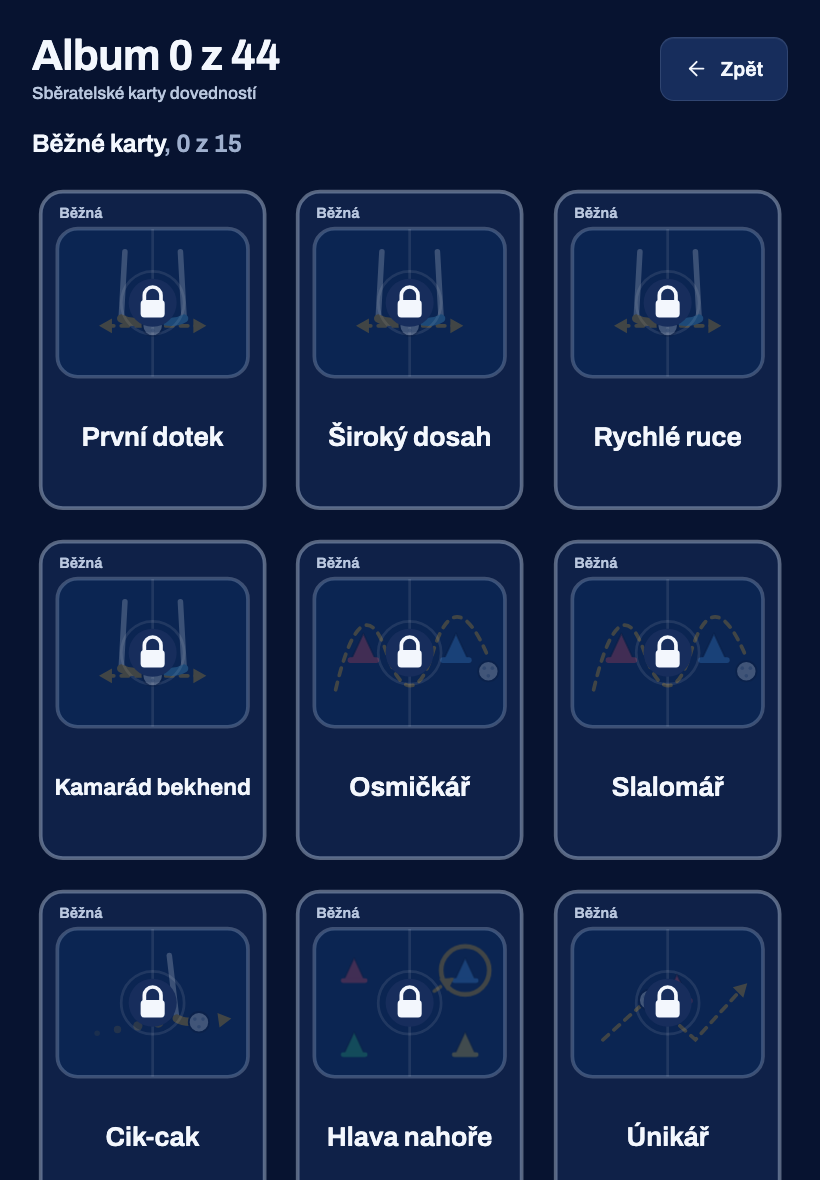 Album 0 z 44
Zpět
Sběratelské karty dovedností
Běžné karty, 0 z 15
Běžná
Běžná
Běžná
První dotek
Široký dosah
Rychlé ruce
Běžná
Běžná
Běžná
Kamarád bekhend
Osmičkář
Slalomář
Běžná
Běžná
Běžná
Cik-cak
Hlava nahoře
Únikář